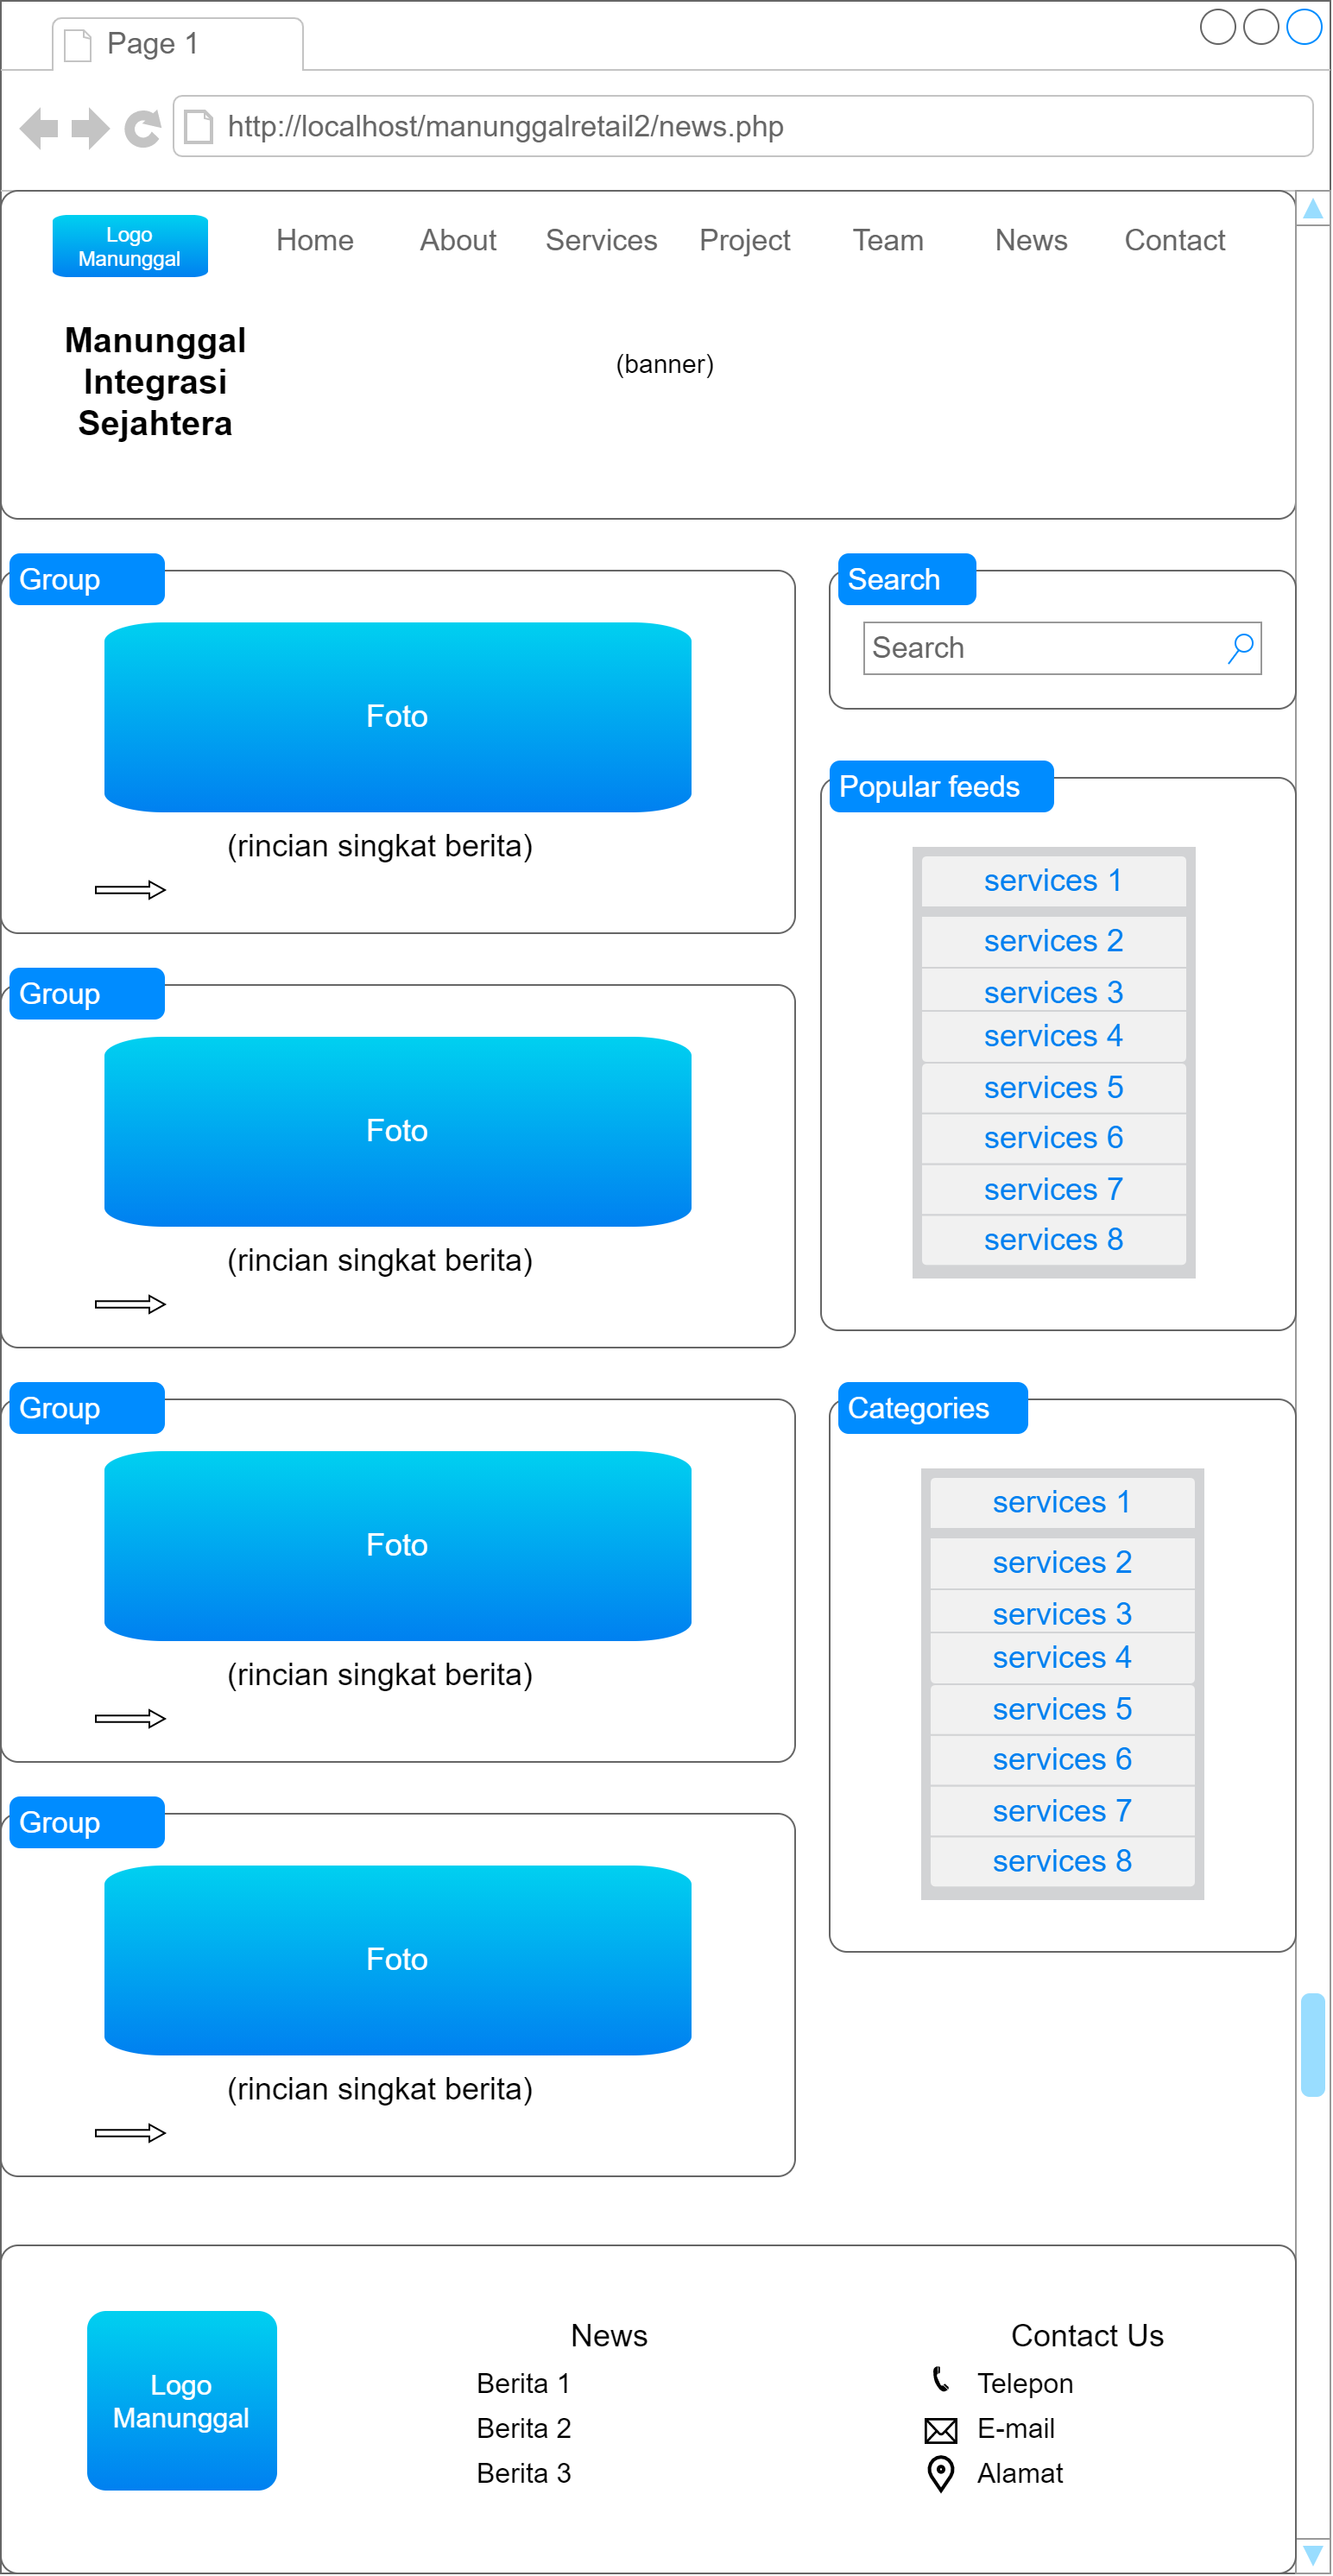 Page 1
http://localhost/manunggalretail2/news.php
Logo
Manunggal
Home About Services Project Team News Contact
Manunggal
Integrasi
Sejahtera
(banner)
Group
Foto
(rincian singkat berita)
Group
Foto
(rincian singkat berita)
Group
Foto
(rincian singkat berita)
Group
Foto
(rincian singkat berita)
Search
Search
Popular feeds
services 1
services 2
services 3
services 4
services 5
services 6
services 7
services 8
Categories
services 1
services 2
services 3
services 4
services 5
services 6
services 7
services 8
Logo
Manunggal
News
Berita 1
Berita 2
Berita 3
Contact Us
Telepon
E-mail
Alamat